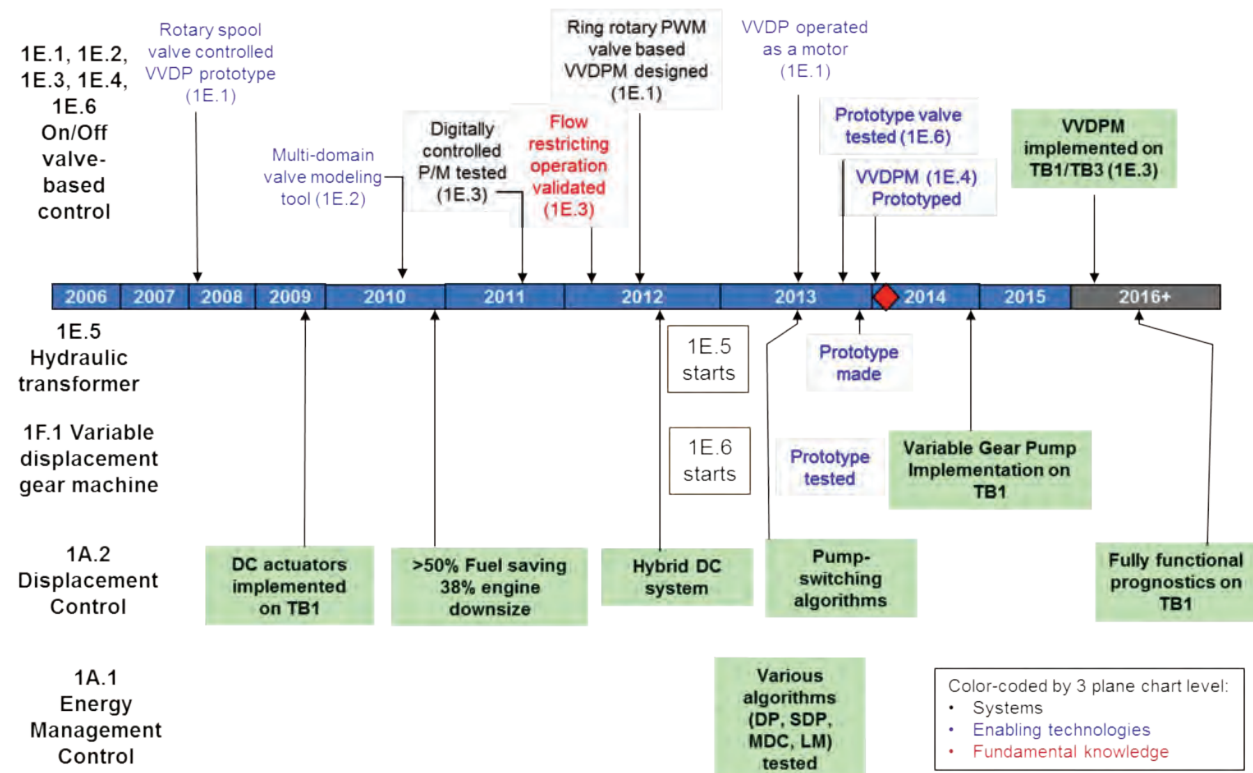 1E.1, 1E.2,
1E.3, 1E.4,
1E.6
On/Off
valve-
based
control
Rotary spool
valve controlled
VVDP prototype
(1E.1)
Multi-domain
valve modeling
tool (1E.2)
Digitally
controlled
P/M tested
(1E.3)
Flow
restricting
operation
validated
(1E.3)
Ring rotary PWM
valve based
VVDPM designed
(1E.1)
VVDP operated
as a motor
(1E.1)
Prototype valve
tested (1E.6)
VVDPM (1E.4)
Prototyped
VVDPM
implemented on
TB1/TB3 (1E.3)
2006 2007 2008 2009 2010 2011 2012 2013 2014 2015 2016+
1E.5
Hydraulic
transformer
1E.5
starts
Prototype
made
1F.1 Variable
displacement
gear machine
1E.6
starts
Prototype
tested
Variable Gear Pump
Implementation on
TB1
1A.2
Displacement
Control
DC actuators
implemented
on TB1
>50% Fuel saving
38% engine
downsize
Hybrid DC
system
Pump-
switching
algorithms
Fully functional
prognostics on
TB1
1A.1
Energy
Management
Control
Various
algorithms
(DP, SDP,
MDC, LM)
tested
Color-coded by 3 plane chart level:
• Systems
• Enabling technologies
• Fundamental knowledge